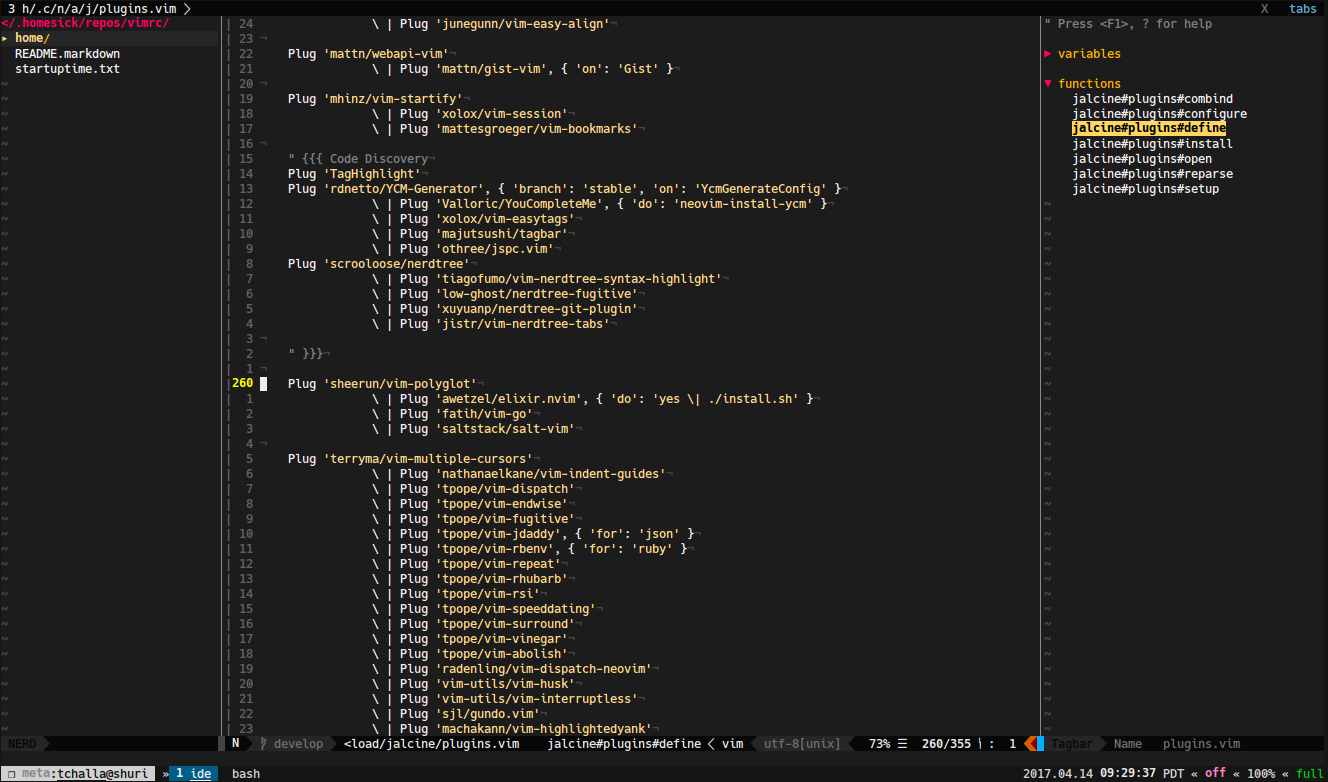 3 h/.c/n/a/j/plugins.vim X tabs
</.homesick/repos/vimrc/
▸ home/
README.markdown
startuptime.txt
24 \ | Plug 'junegunn/vim-easy-align'¬
23 ¬
22 Plug 'mattn/webapi-vim'¬
21 \ | Plug 'mattn/gist-vim', { 'on': 'Gist' }¬
20 ¬
19 Plug 'mhinz/vim-startify'¬
18 \ | Plug 'xolox/vim-session'¬
17 \ | Plug 'mattesgroeger/vim-bookmarks'¬
16 ¬
15 " {{{ Code Discovery¬
14 Plug 'TagHighlight'¬
13 Plug 'rdnetto/YCM-Generator', { 'branch': 'stable', 'on': 'YcmGenerateConfig' }¬
12 \ | Plug 'Valloric/YouCompleteMe', { 'do': 'neovim-install-ycm' }¬
11 \ | Plug 'xolox/vim-easytags'¬
10 \ | Plug 'majutsushi/tagbar'¬
9 \ | Plug 'othree/jspc.vim'¬
8 Plug 'scrooloose/nerdtree'¬
7 \ | Plug 'tiagofumo/vim-nerdtree-syntax-highlight'¬
6 \ | Plug 'low-ghost/nerdtree-fugitive'¬
5 \ | Plug 'xuyuanp/nerdtree-git-plugin'¬
4 \ | Plug 'jistr/vim-nerdtree-tabs'¬
3 ¬
2 " }}}¬
1 ¬
260 Plug 'sheerun/vim-polyglot'¬
1 \ | Plug 'awetzel/elixir.nvim', { 'do': 'yes \| ./install.sh' }¬
2 \ | Plug 'fatih/vim-go'¬
3 \ | Plug 'saltstack/salt-vim'¬
4 ¬
5 Plug 'terryma/vim-multiple-cursors'¬
6 \ | Plug 'nathanaelkane/vim-indent-guides'¬
7 \ | Plug 'tpope/vim-dispatch'¬
8 \ | Plug 'tpope/vim-endwise'¬
9 \ | Plug 'tpope/vim-fugitive'¬
10 \ | Plug 'tpope/vim-jdaddy', { 'for': 'json' }¬
11 \ | Plug 'tpope/vim-rbenv', { 'for': 'ruby' }¬
12 \ | Plug 'tpope/vim-repeat'¬
13 \ | Plug 'tpope/vim-rhubarb'¬
14 \ | Plug 'tpope/vim-rsi'¬
15 \ | Plug 'tpope/vim-speeddating'¬
16 \ | Plug 'tpope/vim-surround'¬
17 \ | Plug 'tpope/vim-vinegar'¬
18 \ | Plug 'tpope/vim-abolish'¬
19 \ | Plug 'radenling/vim-dispatch-neovim'¬
20 \ | Plug 'vim-utils/vim-husk'¬
21 \ | Plug 'vim-utils/vim-interruptless'¬
22 \ | Plug 'sjl/gundo.vim'¬
23 \ | Plug 'machakann/vim-highlightedyank'¬
" Press <F1>, ? for help
▶ variables
▼ functions
jalcine#plugins#combind
jalcine#plugins#configure
jalcine#plugins#define
jalcine#plugins#install
jalcine#plugins#open
jalcine#plugins#reparse
jalcine#plugins#setup
NERD N develop <load/jalcine/plugins.vim jalcine#plugins#define vim utf-8[unix] 73% ☰ 260/355 : 1 Tagbar Name plugins.vim
❐ meta:tchalla@shuri » 1 ide bash 2017.04.14 09:29:37 PDT « off « 100% « full